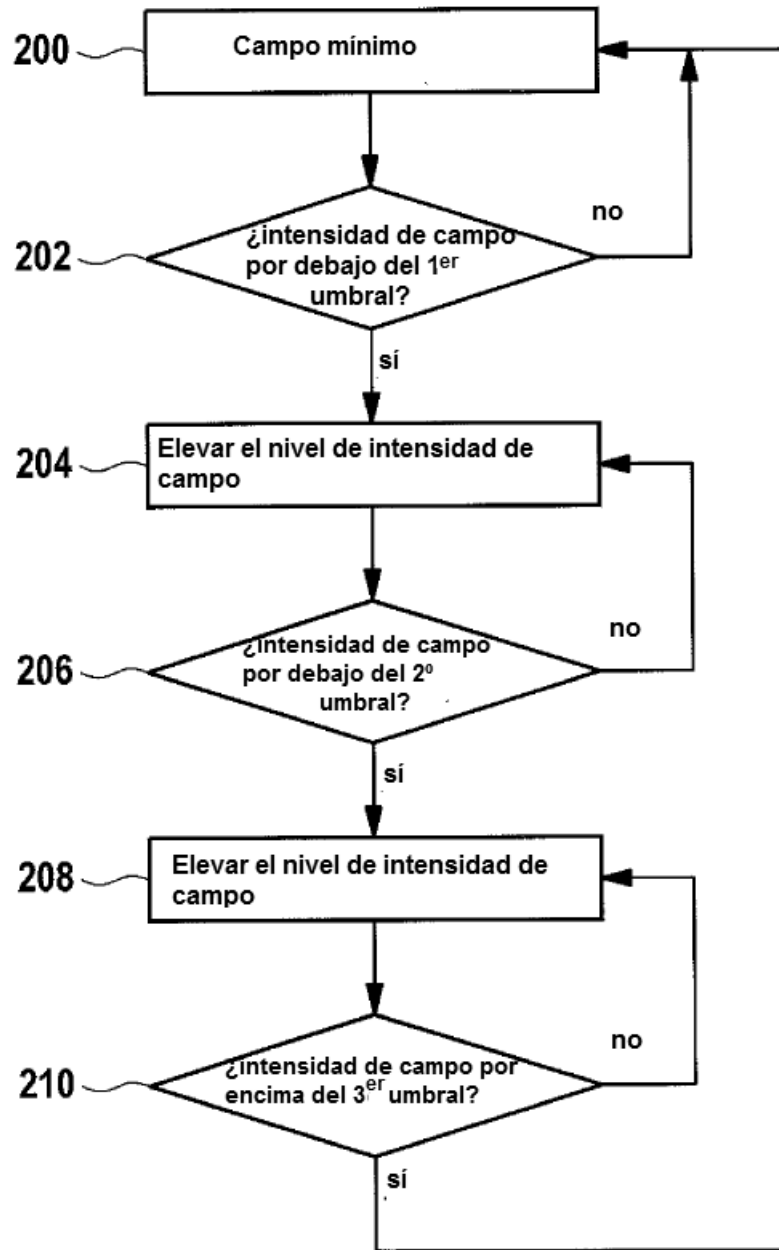 200
Campo mínimo
no
202
¿intensidad de campo
por debajo del 1er
umbral?
sí
204
Elevar el nivel de intensidad de
campo
no
206
¿intensidad de campo
por debajo del 2º
umbral?
sí
208
Elevar el nivel de intensidad de
campo
no
210
¿intensidad de campo por
encima del 3er umbral?
sí